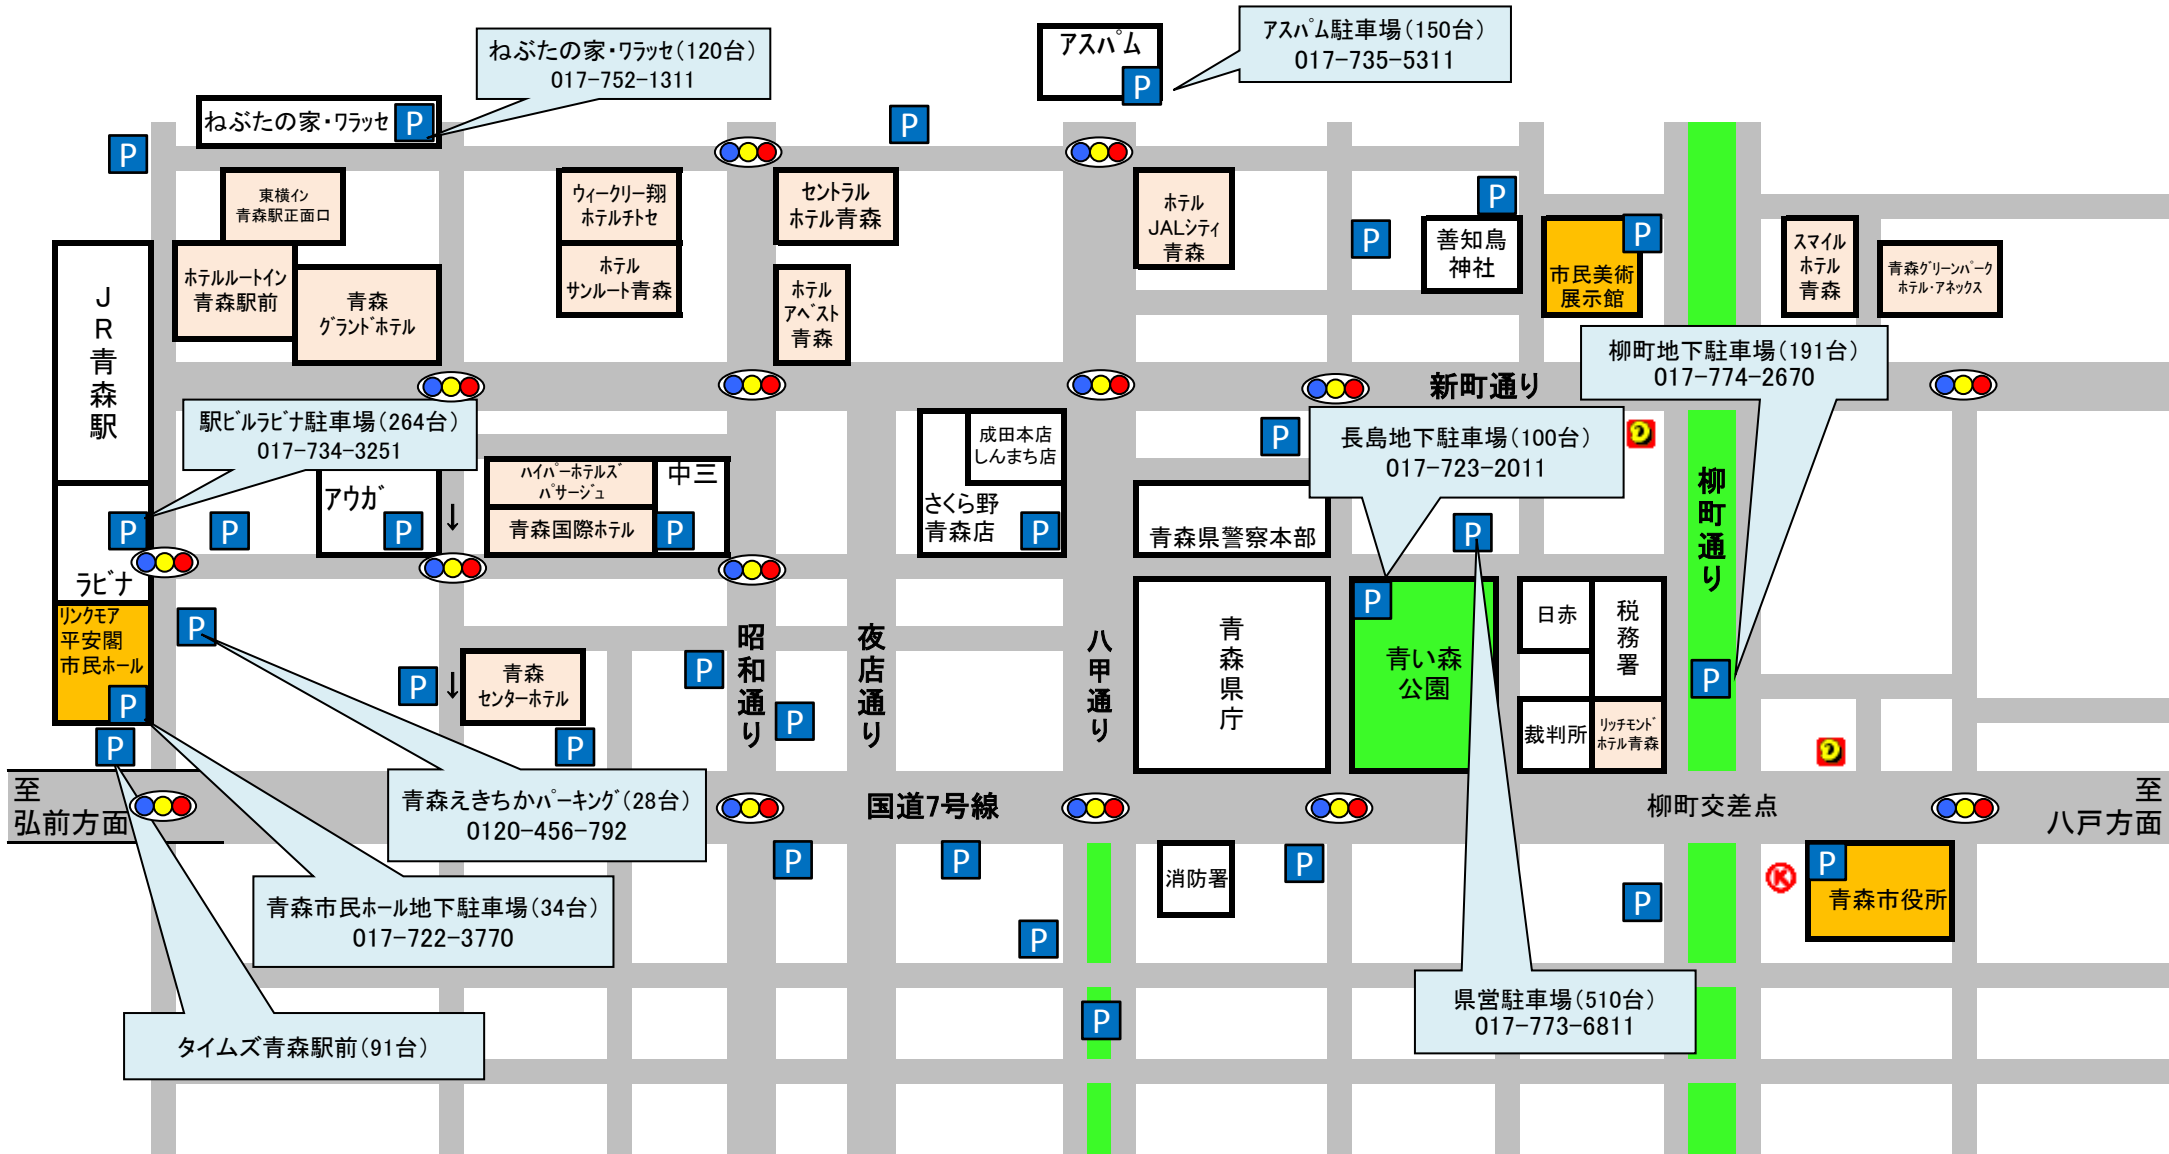 アスパム駐車場(150台)
017-735-5311
アスパム
P
ねぶたの家・ワラッセ(120台)
017-752-1311
ねぶたの家・ワラッセ
P
P
P
東横イン
青森駅正面口
ウィークリー翔
ホテルチトセ
セントラル
ホテル青森
ホテル
JALシティ
青森
P
P
善知鳥
神社
P
市民美術
展示館
スマイル
ホテル
青森
青森グリーンパーク
ホテル・アネックス
JR青森駅
ホテルルートイン
青森駅前
青森
グランドホテル
ホテル
サンルート青森
ホテル
アベスト
青森
柳町地下駐車場(191台)
017-774-2670
新町通り
駅ビルラビナ駐車場(264台)
017-734-3251
長島地下駐車場(100台)
017-723-2011
P
成田本店
しんまち店
さくら野
青森店
P
アウガ
P
↓
ハイパーホテルズ
パサージュ
青森国際ホテル
中三
P
青森県警察本部
P
柳町通り
P
P
ラビナ
リンクモア
平安閣
市民ホール
P
P
P
↓
青森
センターホテル
P
P
P
昭和通り
夜店通り
八甲通り
青森県庁
P
青い森
公園
日赤
税務署
裁判所
リッチモンド
ホテル青森
P
P
至
弘前方面
青森えきちかパーキング(28台)
0120-456-792
国道7号線
柳町交差点
至
八戸方面
P
P
消防署
P
P
K
P
青森市役所
青森市民ホール地下駐車場(34台)
017-722-3770
P
P
県営駐車場(510台)
017-773-6811
タイムズ青森駅前(91台)